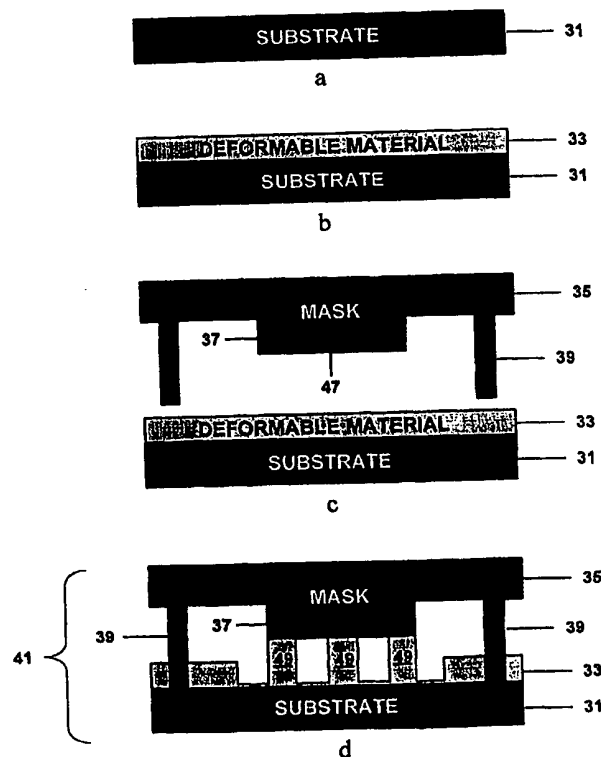 SUBSTRATE 31
a
DEFORMABLE MATERIAL 33
SUBSTRATE 31
b
MASK 35
37
39
47
DEFORMABLE MATERIAL 33
SUBSTRATE 31
c
MASK 35
39 37 39
41
49 49 49
33
SUBSTRATE 31
d